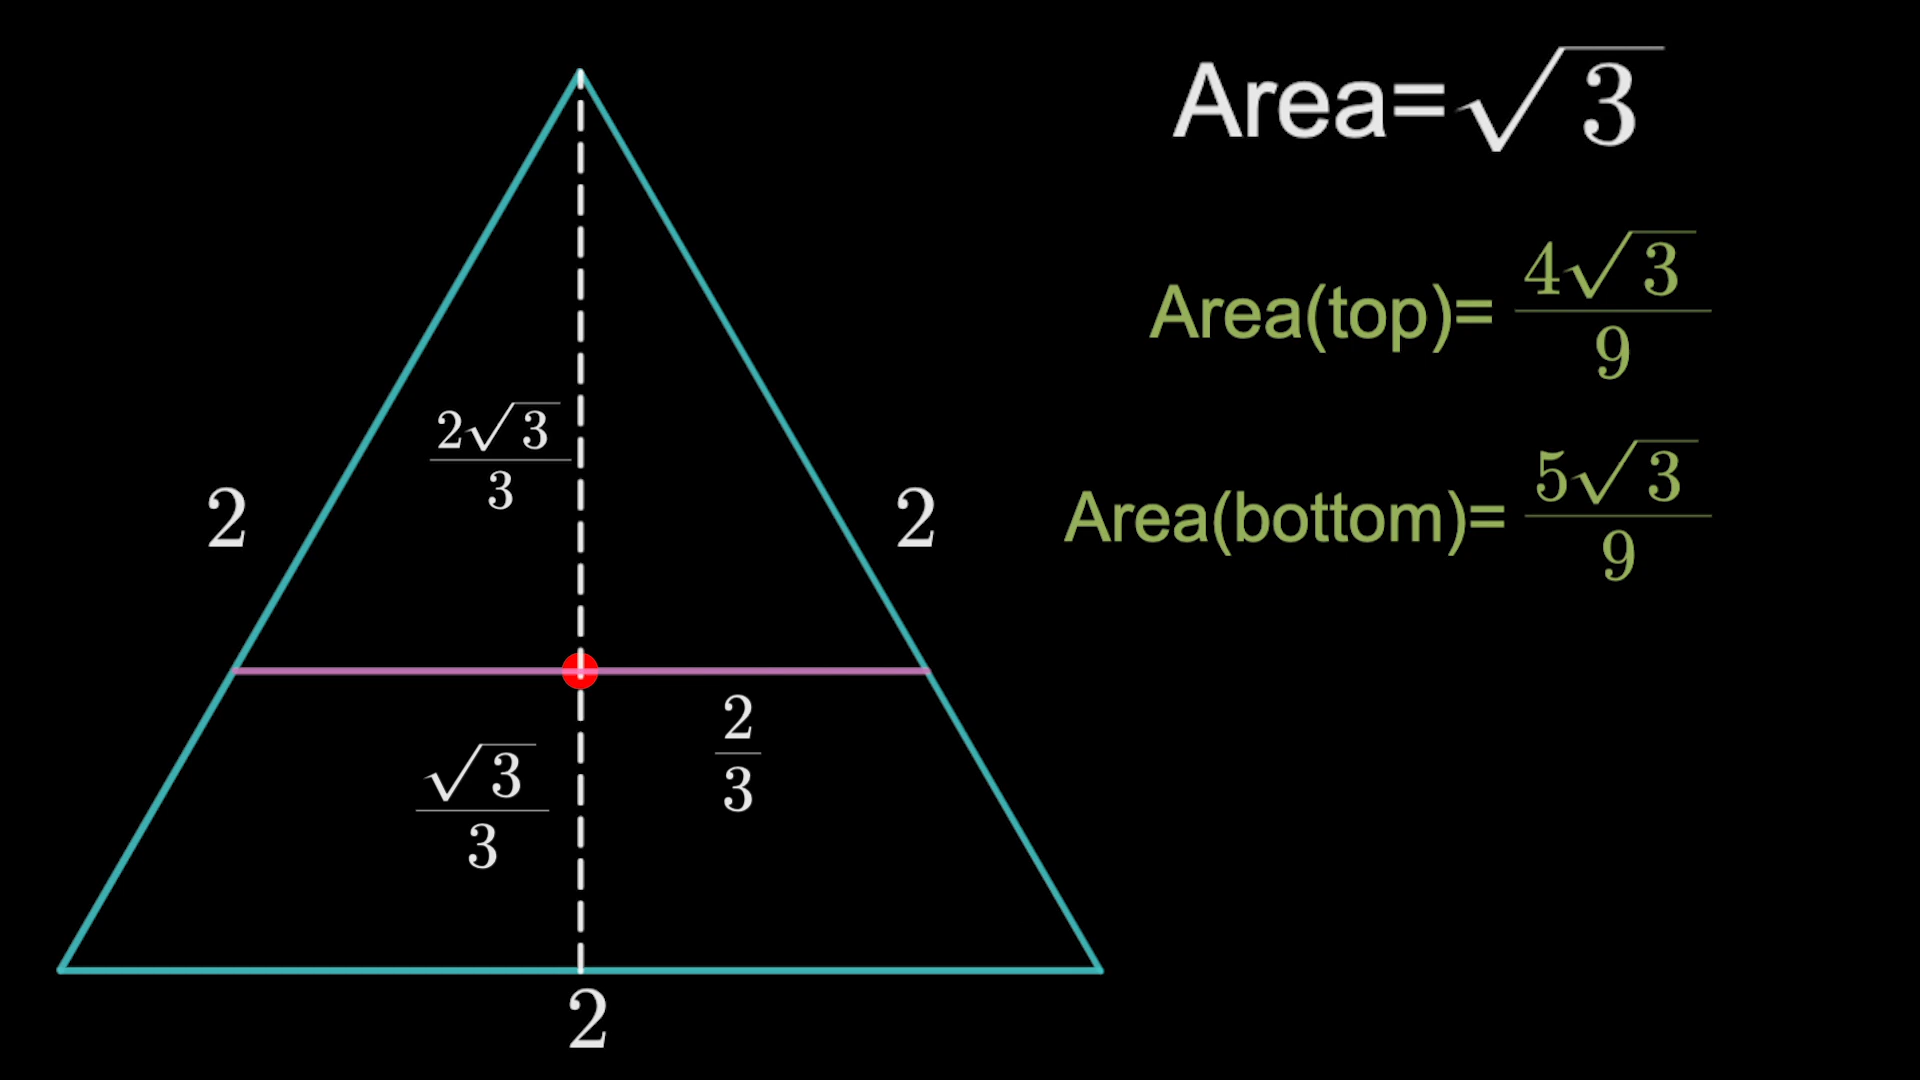 Area=√3
Area(top)= 4√3/9
Area(bottom)= 5√3/9
2√3/3
2
2
2/3
√3/3
2